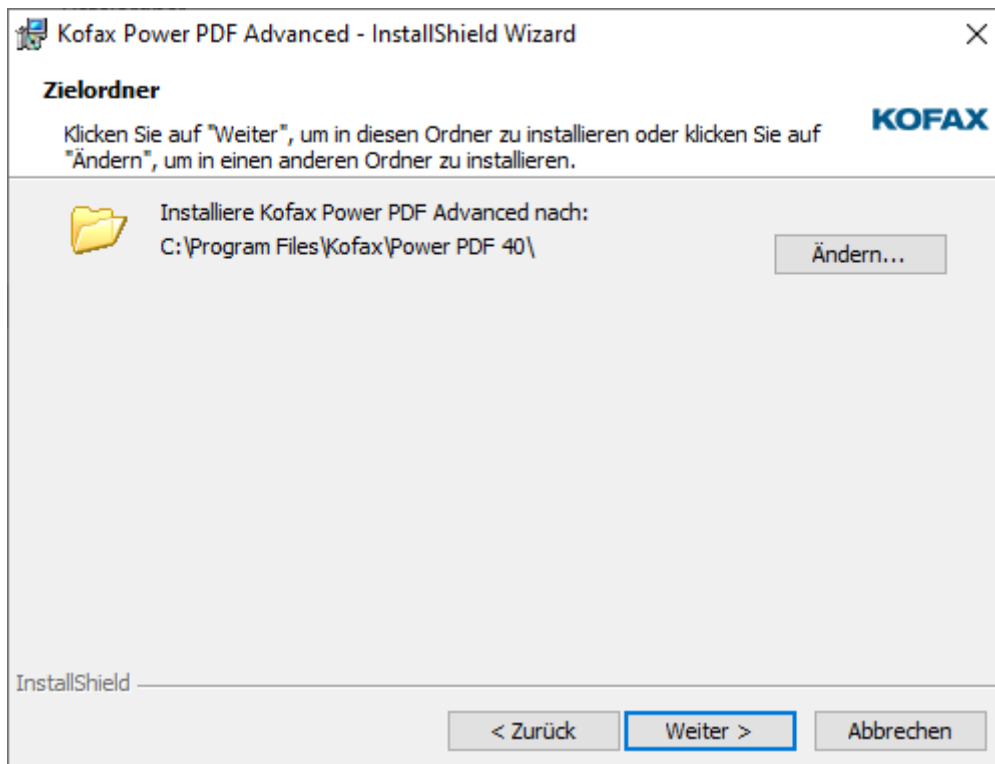 Kofax Power PDF Advanced - InstallShield Wizard
Zielordner
Klicken Sie auf "Weiter", um in diesen Ordner zu installieren oder klicken Sie auf
"Ändern", um in einen anderen Ordner zu installieren.
KOFAX
Installiere Kofax Power PDF Advanced nach:
C:\Program Files\Kofax\Power PDF 40\
Ändern...
InstallShield
< Zurück
Weiter >
Abbrechen